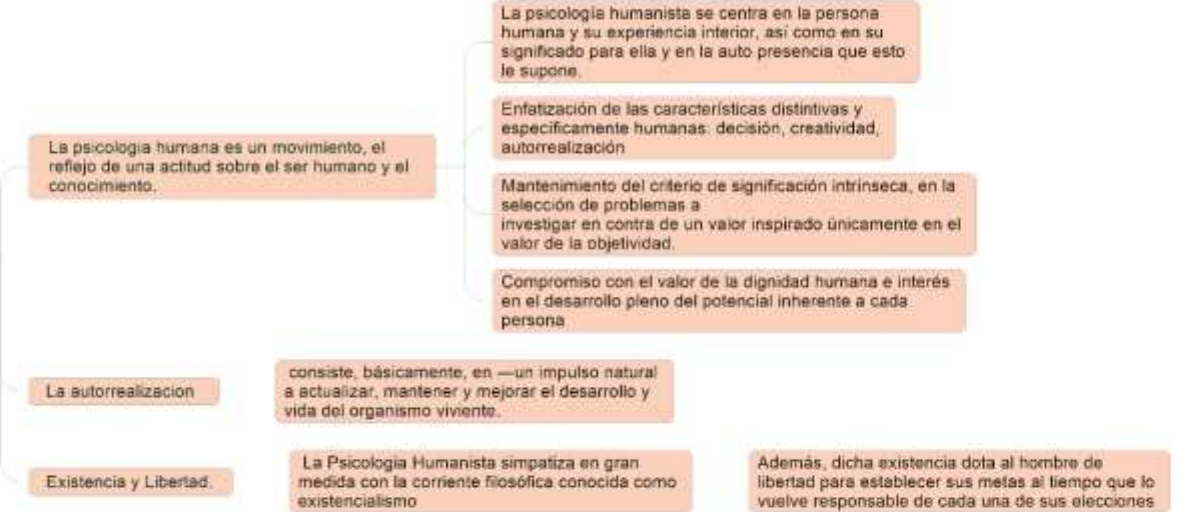 La psicología humana es un movimiento, el
reflejo de una actitud sobre el ser humano y el
conocimiento.
La psicología humanista se centra en la persona
humana y su experiencia interior, así como en su
significado para ella y en la auto presencia que esto
le supone.
Enfatización de las características distintivas y
específicamente humanas: decisión, creatividad,
autorrealización
Mantenimiento del criterio de significación intrínseca, en la
selección de problemas a
investigar en contra de un valor inspirado únicamente en el
valor de la objetividad.
Compromiso con el valor de la dignidad humana e interés
en el desarrollo pleno del potencial inherente a cada
persona
La autorrealizacion
consiste, básicamente, en —un impulso natural
a actualizar, mantener y mejorar el desarrollo y
vida del organismo viviente.
Existencia y Libertad.
La Psicología Humanista simpatiza en gran
medida con la corriente filosófica conocida como
existencialismo
Además, dicha existencia dota al hombre de
libertad para establecer sus metas al tiempo que lo
vuelve responsable de cada una de sus elecciones